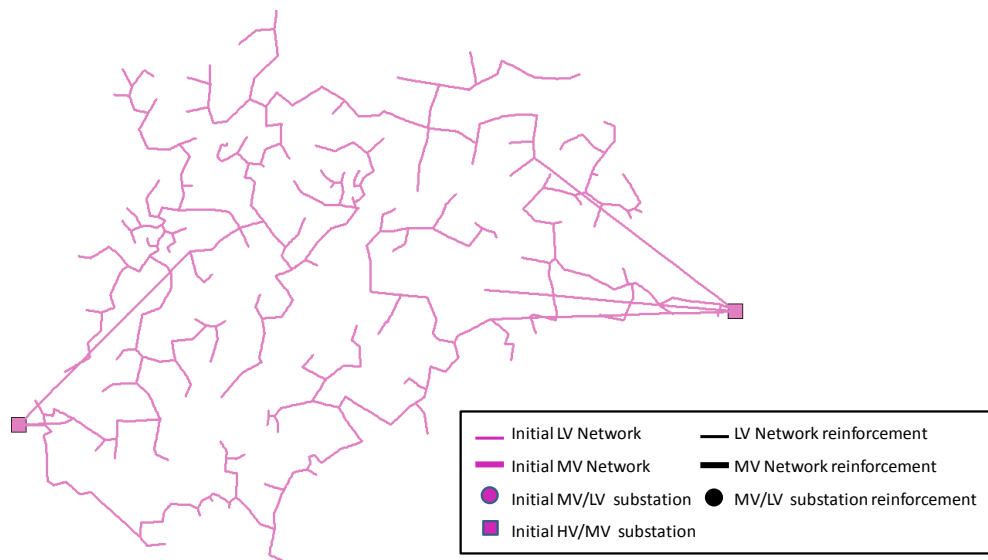 Initial LV Network
LV Network reinforcement
Initial MV Network
MV Network reinforcement
Initial MV/LV substation
MV/LV substation reinforcement
Initial HV/MV substation